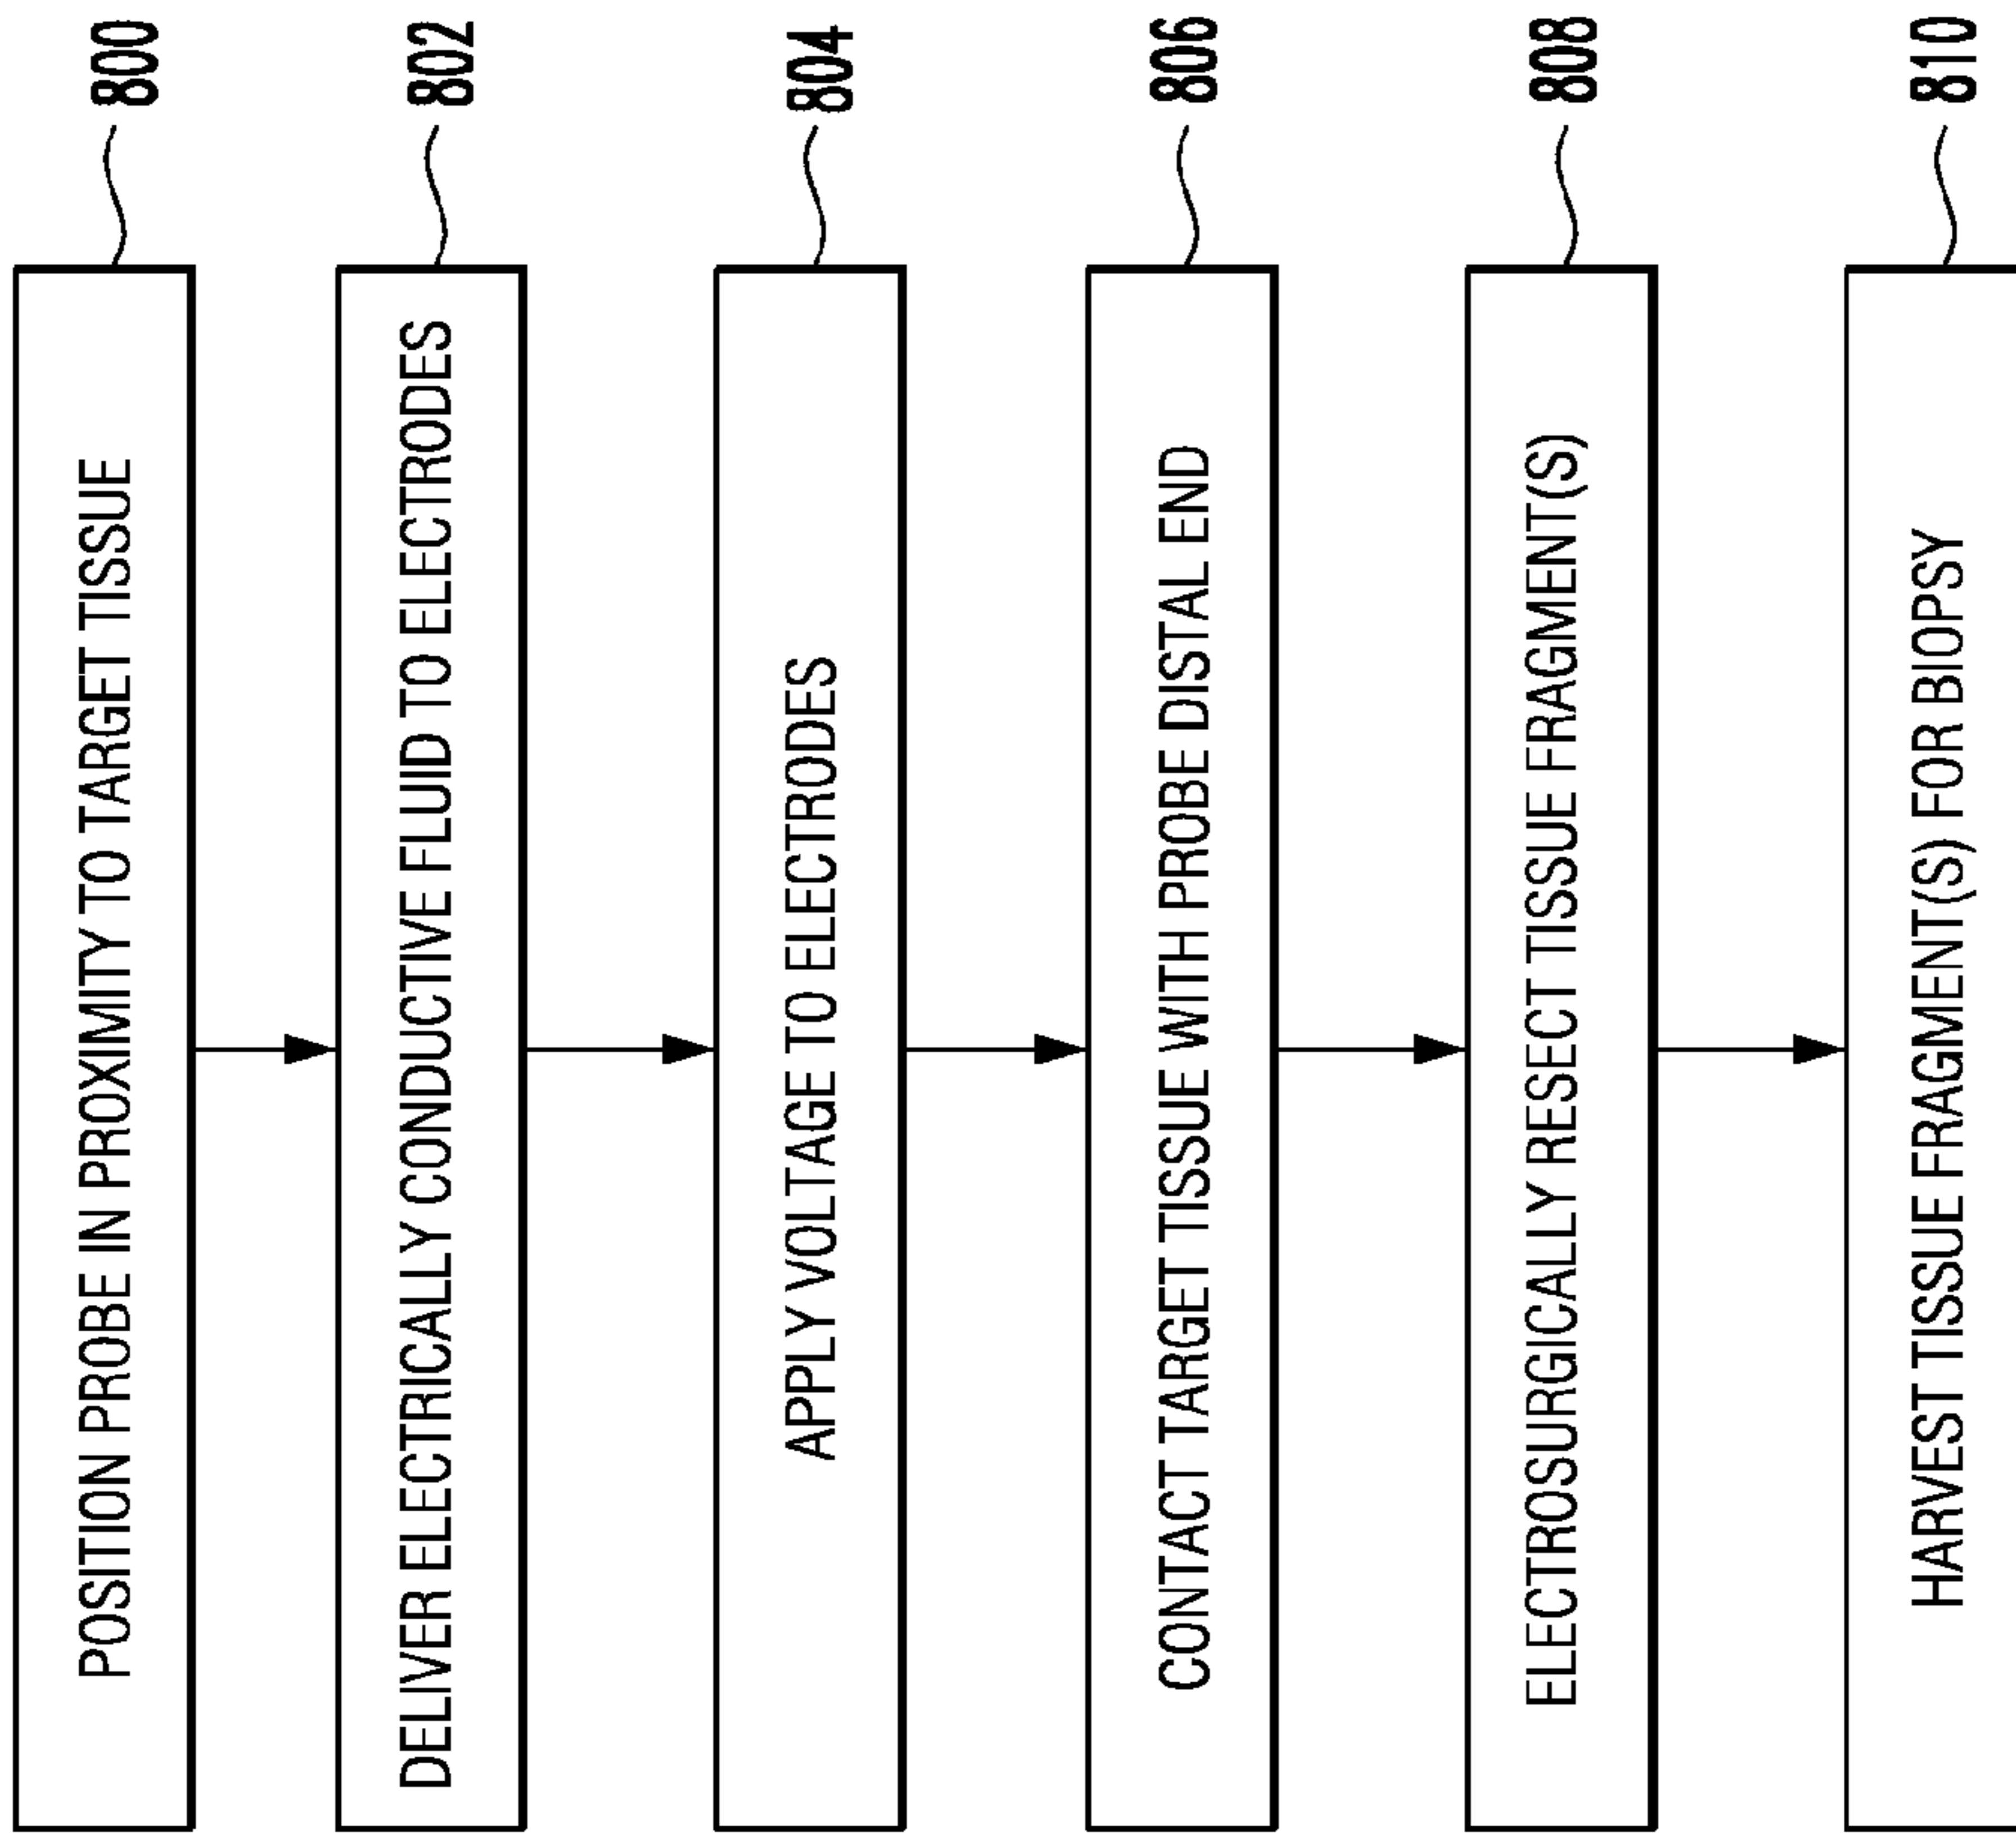 POSITION PROBE IN PROXIMITY TO TARGET TISSUE
800
DELIVER ELECTRICALLY CONDUCTIVE FLUID TO ELECTRODES
802
APPLY VOLTAGE TO ELECTRODES
804
CONTACT TARGET TISSUE WITH PROBE DISTAL END
806
ELECTROSURGICALLY RESECT TISSUE FRAGMENT(S)
808
HARVEST TISSUE FRAGMENT(S) FOR BIOPSY
810